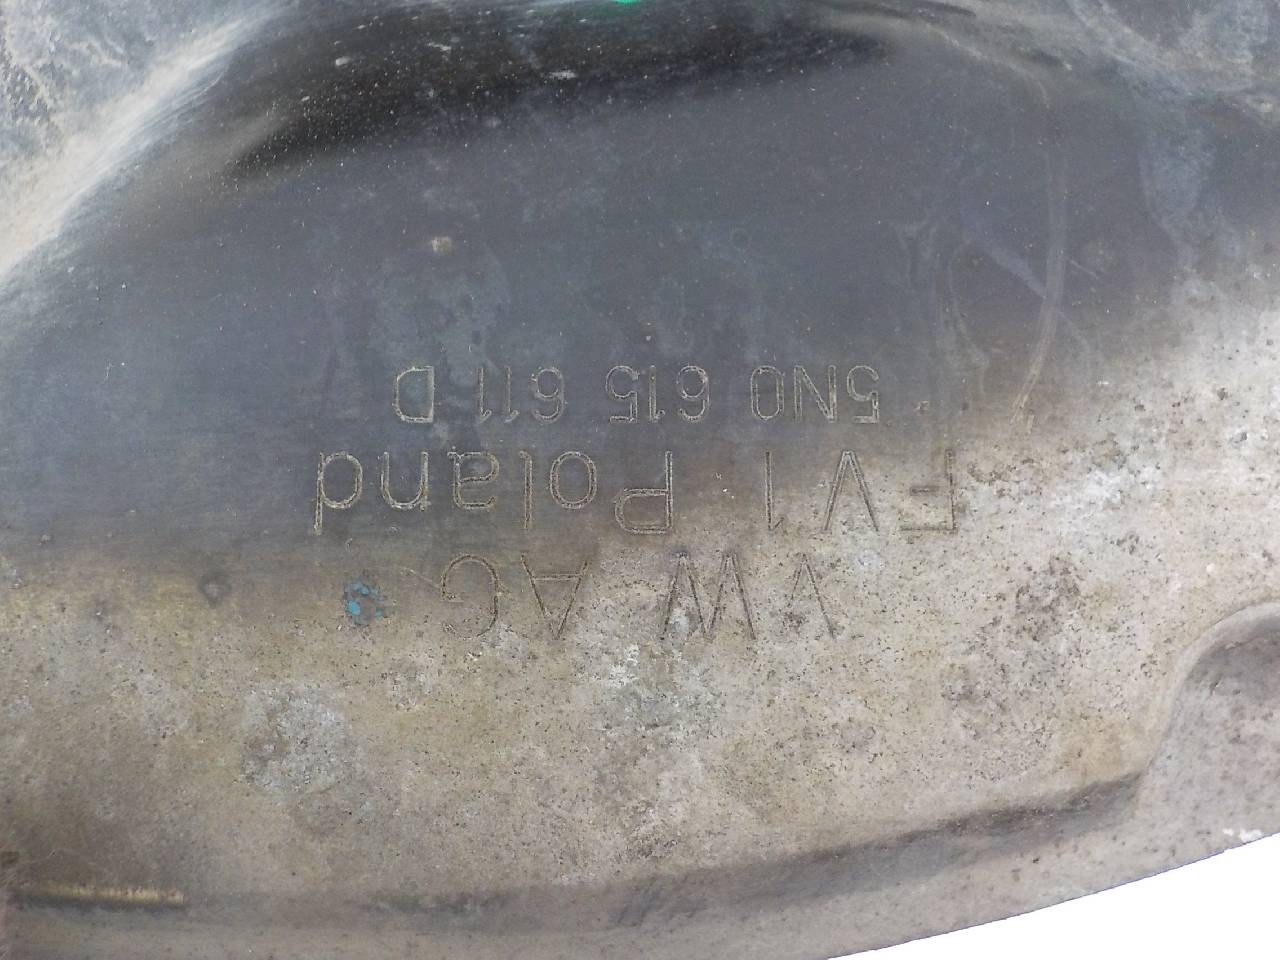 VW AG
FV1 Poland
5N0 615 611 D